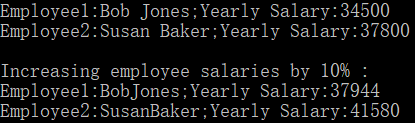 Employee1:Bob Jones;Yearly Salary:34500
Employee2:Susan Baker;Yearly Salary:37800
Increasing employee salaries by 10% :
Employee1:BobJones;Yearly Salary:37944
Employee2:SusanBaker;Yearly Salary:41580